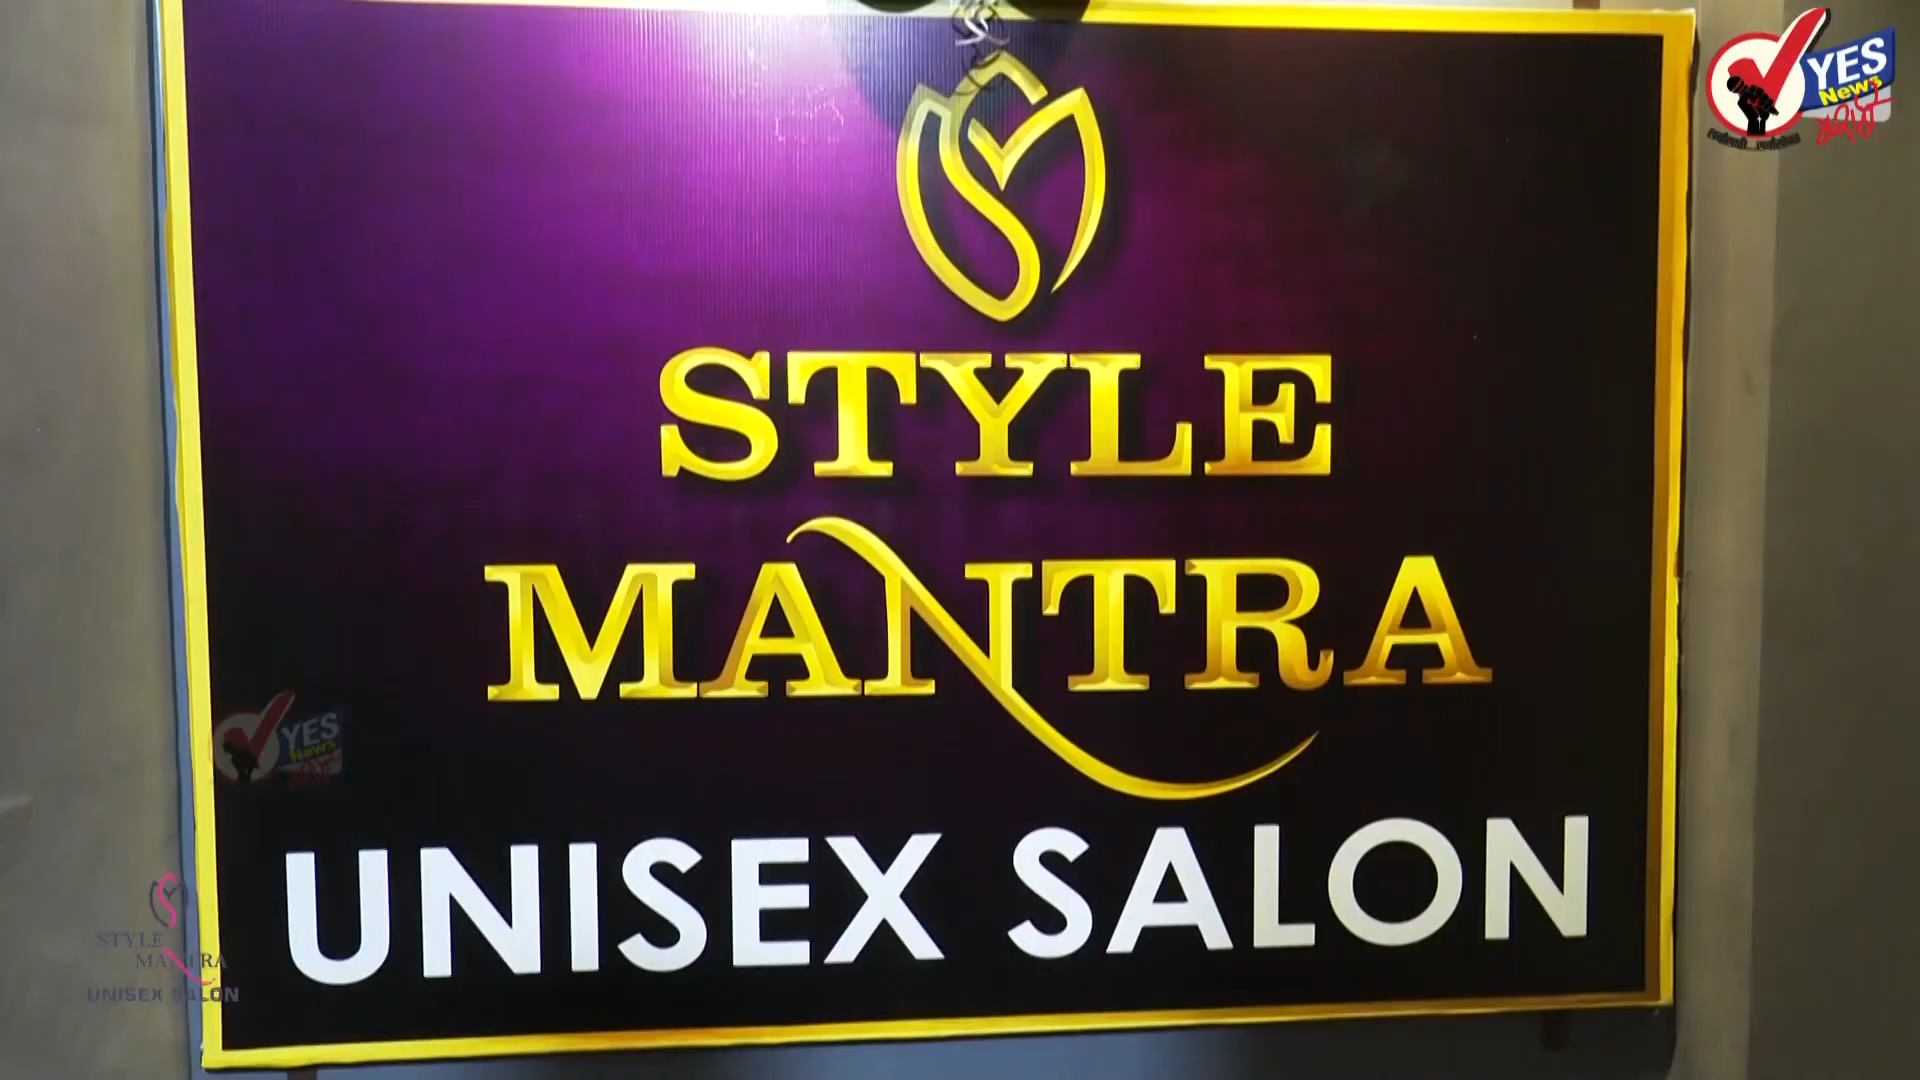 YES
News
STYLE
MANTRA
YES
News
UNISEX SALON
STYLE
MANTRA
UNISEX SALON